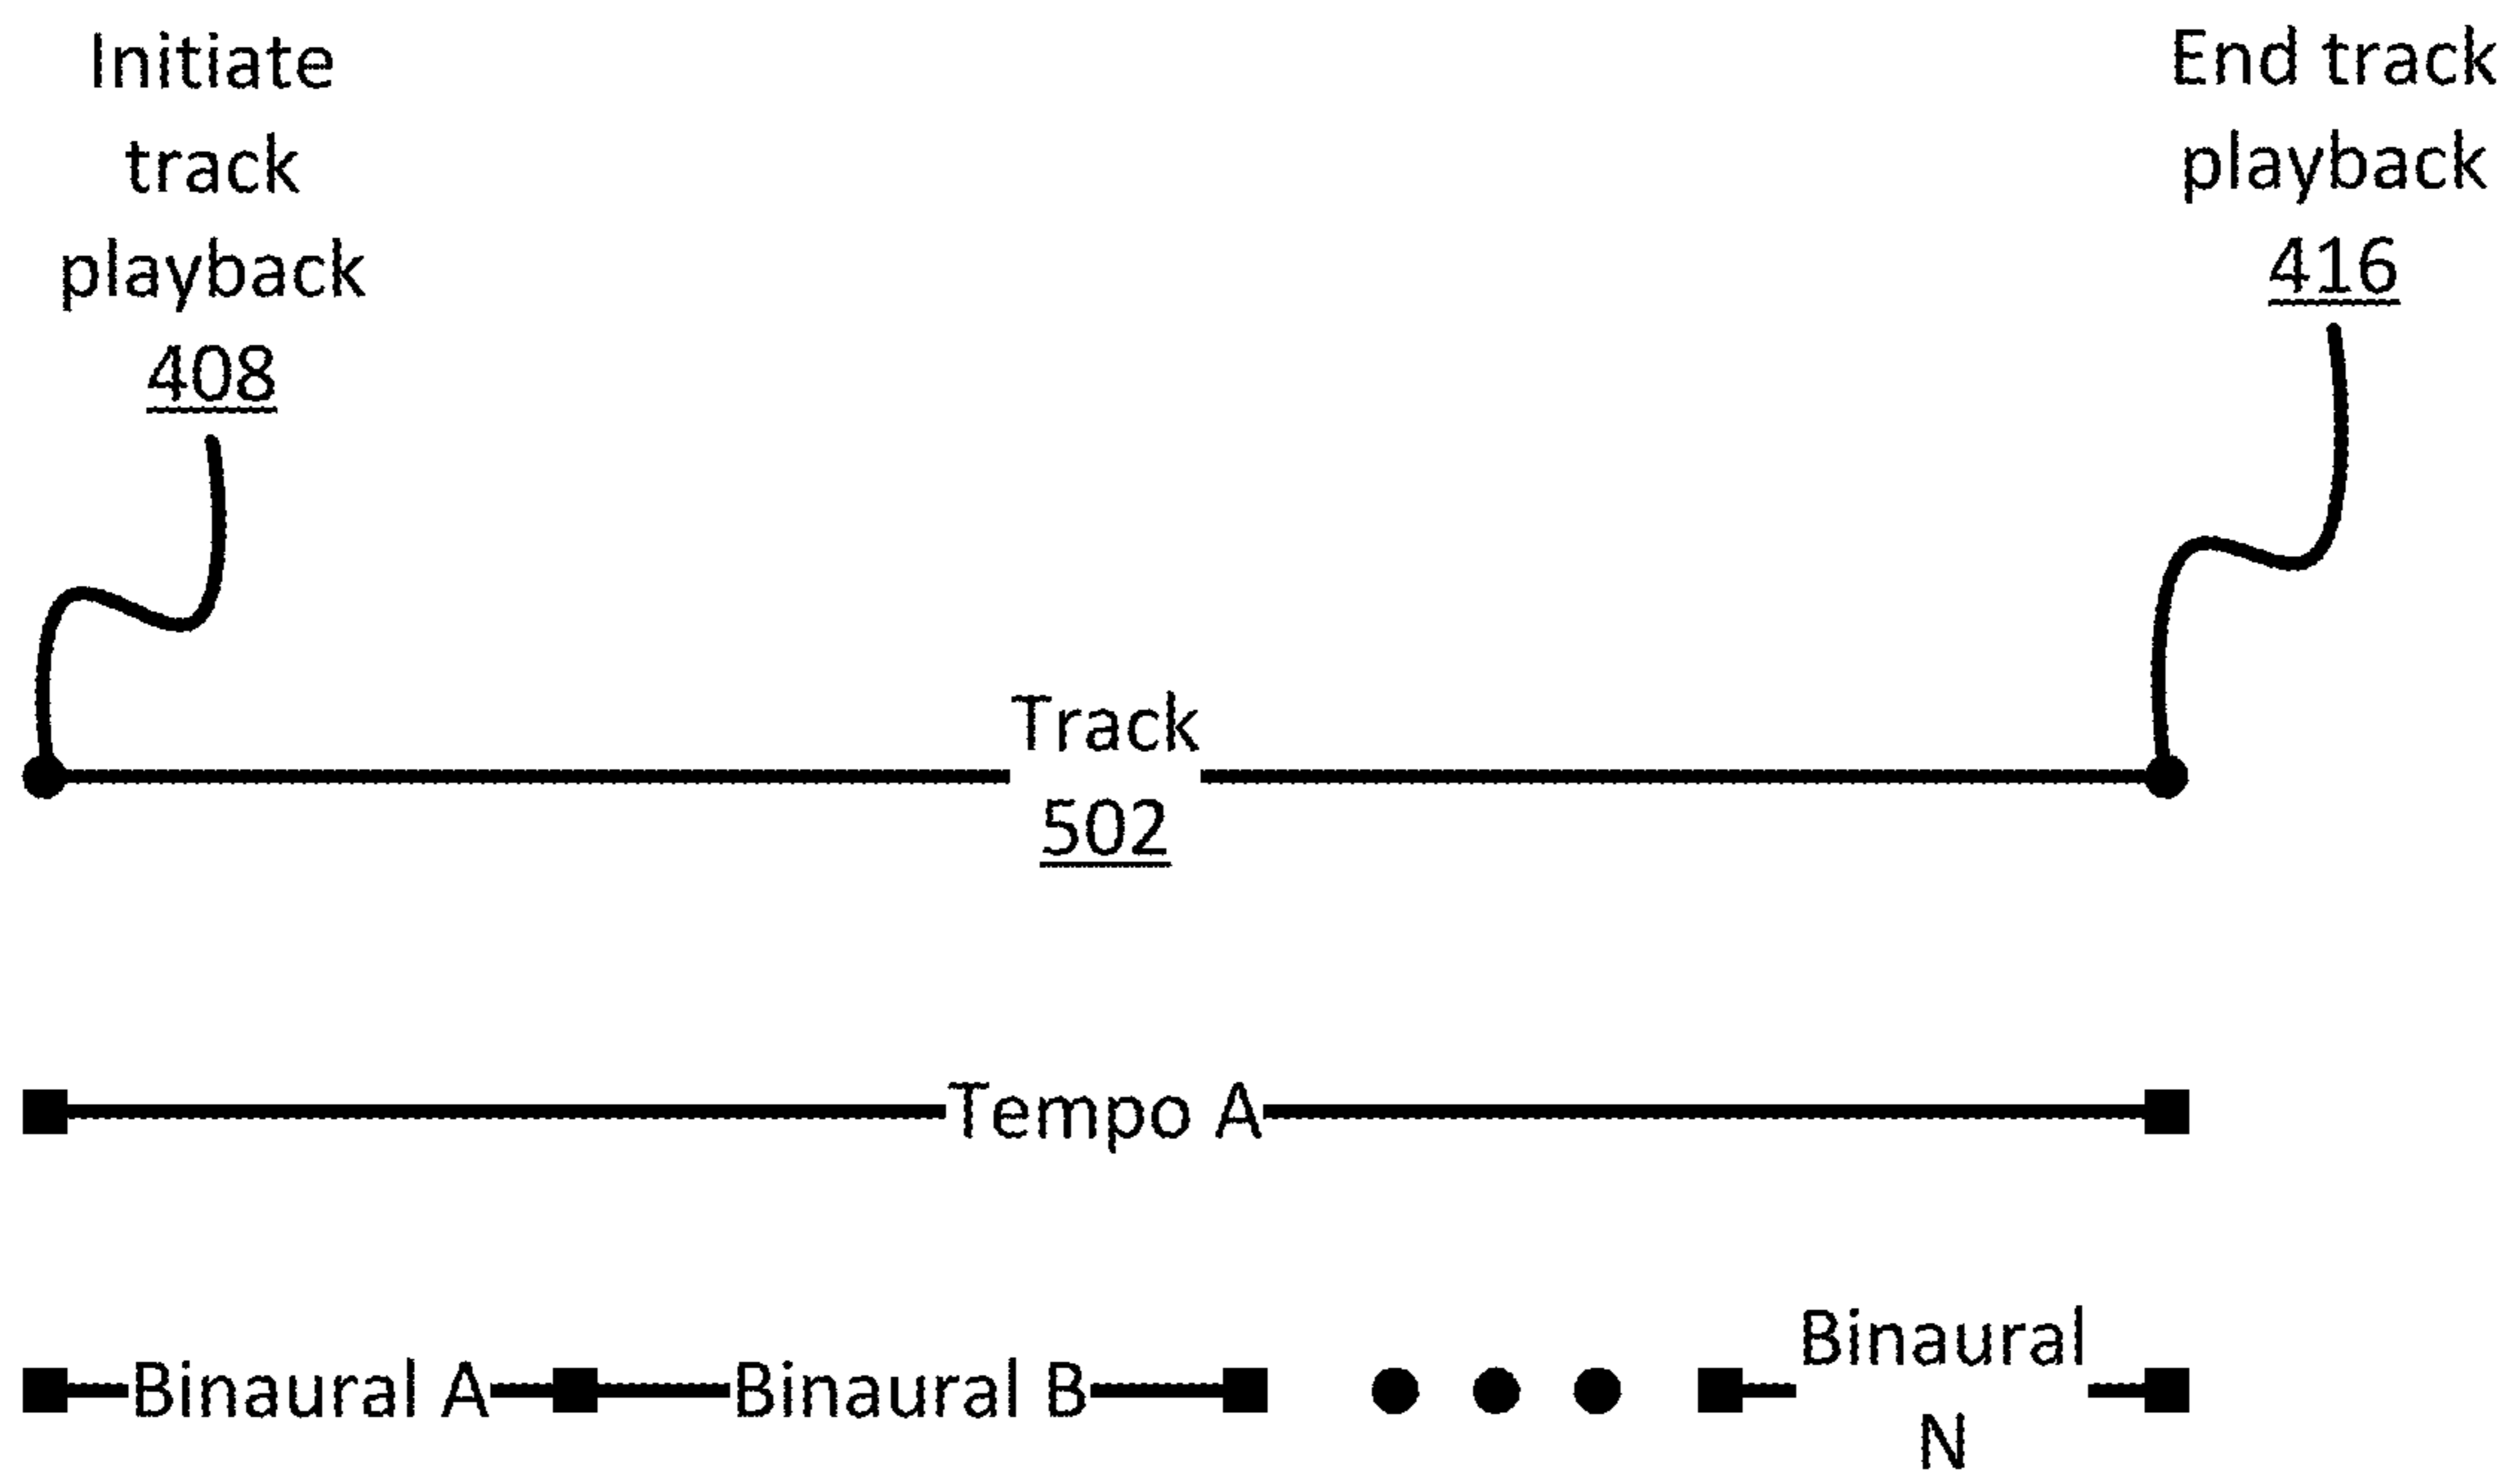 Initiate
track
playback
408
End track
playback
416
Track
502
Tempo A
Binaural A
Binaural B
Binaural
N